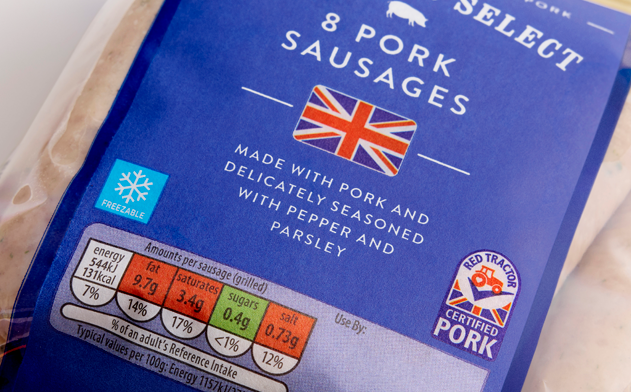 PORK
SELECT
8 PORK
SAUSAGES
MADE WITH PORK AND
DELICATELY SEASONED
WITH PEPPER AND
PARSLEY
FREEZABLE
Amounts per sausage (grilled)
energy
544kJ
131kcal
7%
fat
9.7g
14%
saturates
3.4g
17%
sugars
0.4g
<1%
salt
0.73g
12%
% of an adult's Reference Intake
Typical values per 100g: Energy 1157kJ/
Use By:
RED TRACTOR
CERTIFIED
PORK